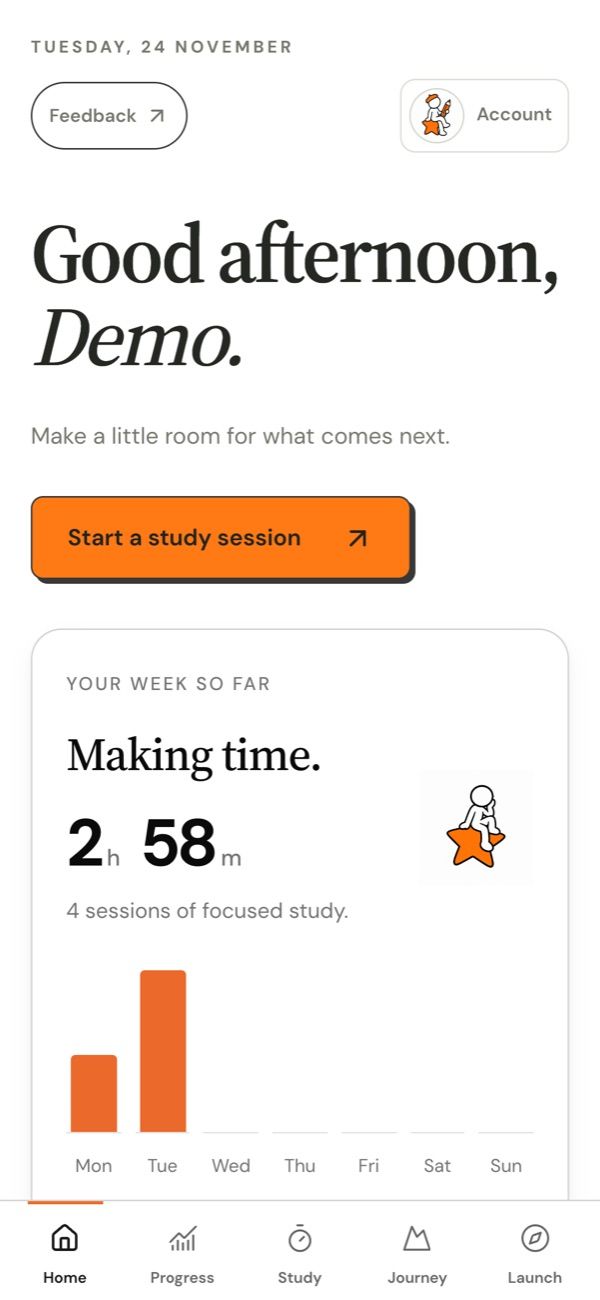 TUESDAY, 24 NOVEMBER
Feedback
Account
Good afternoon,
Demo.
Make a little room for what comes next.
Start a study session
YOUR WEEK SO FAR
Making time.
2h 58m
4 sessions of focused study.
Mon Tue Wed Thu Fri Sat Sun
Home Progress Study Journey Launch